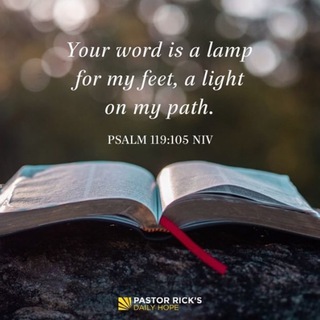 Your word is a lamp
for my feet, a light
on my path.
PSALM 119:105 NIV
PASTOR RICK'S
DAILY HOPE